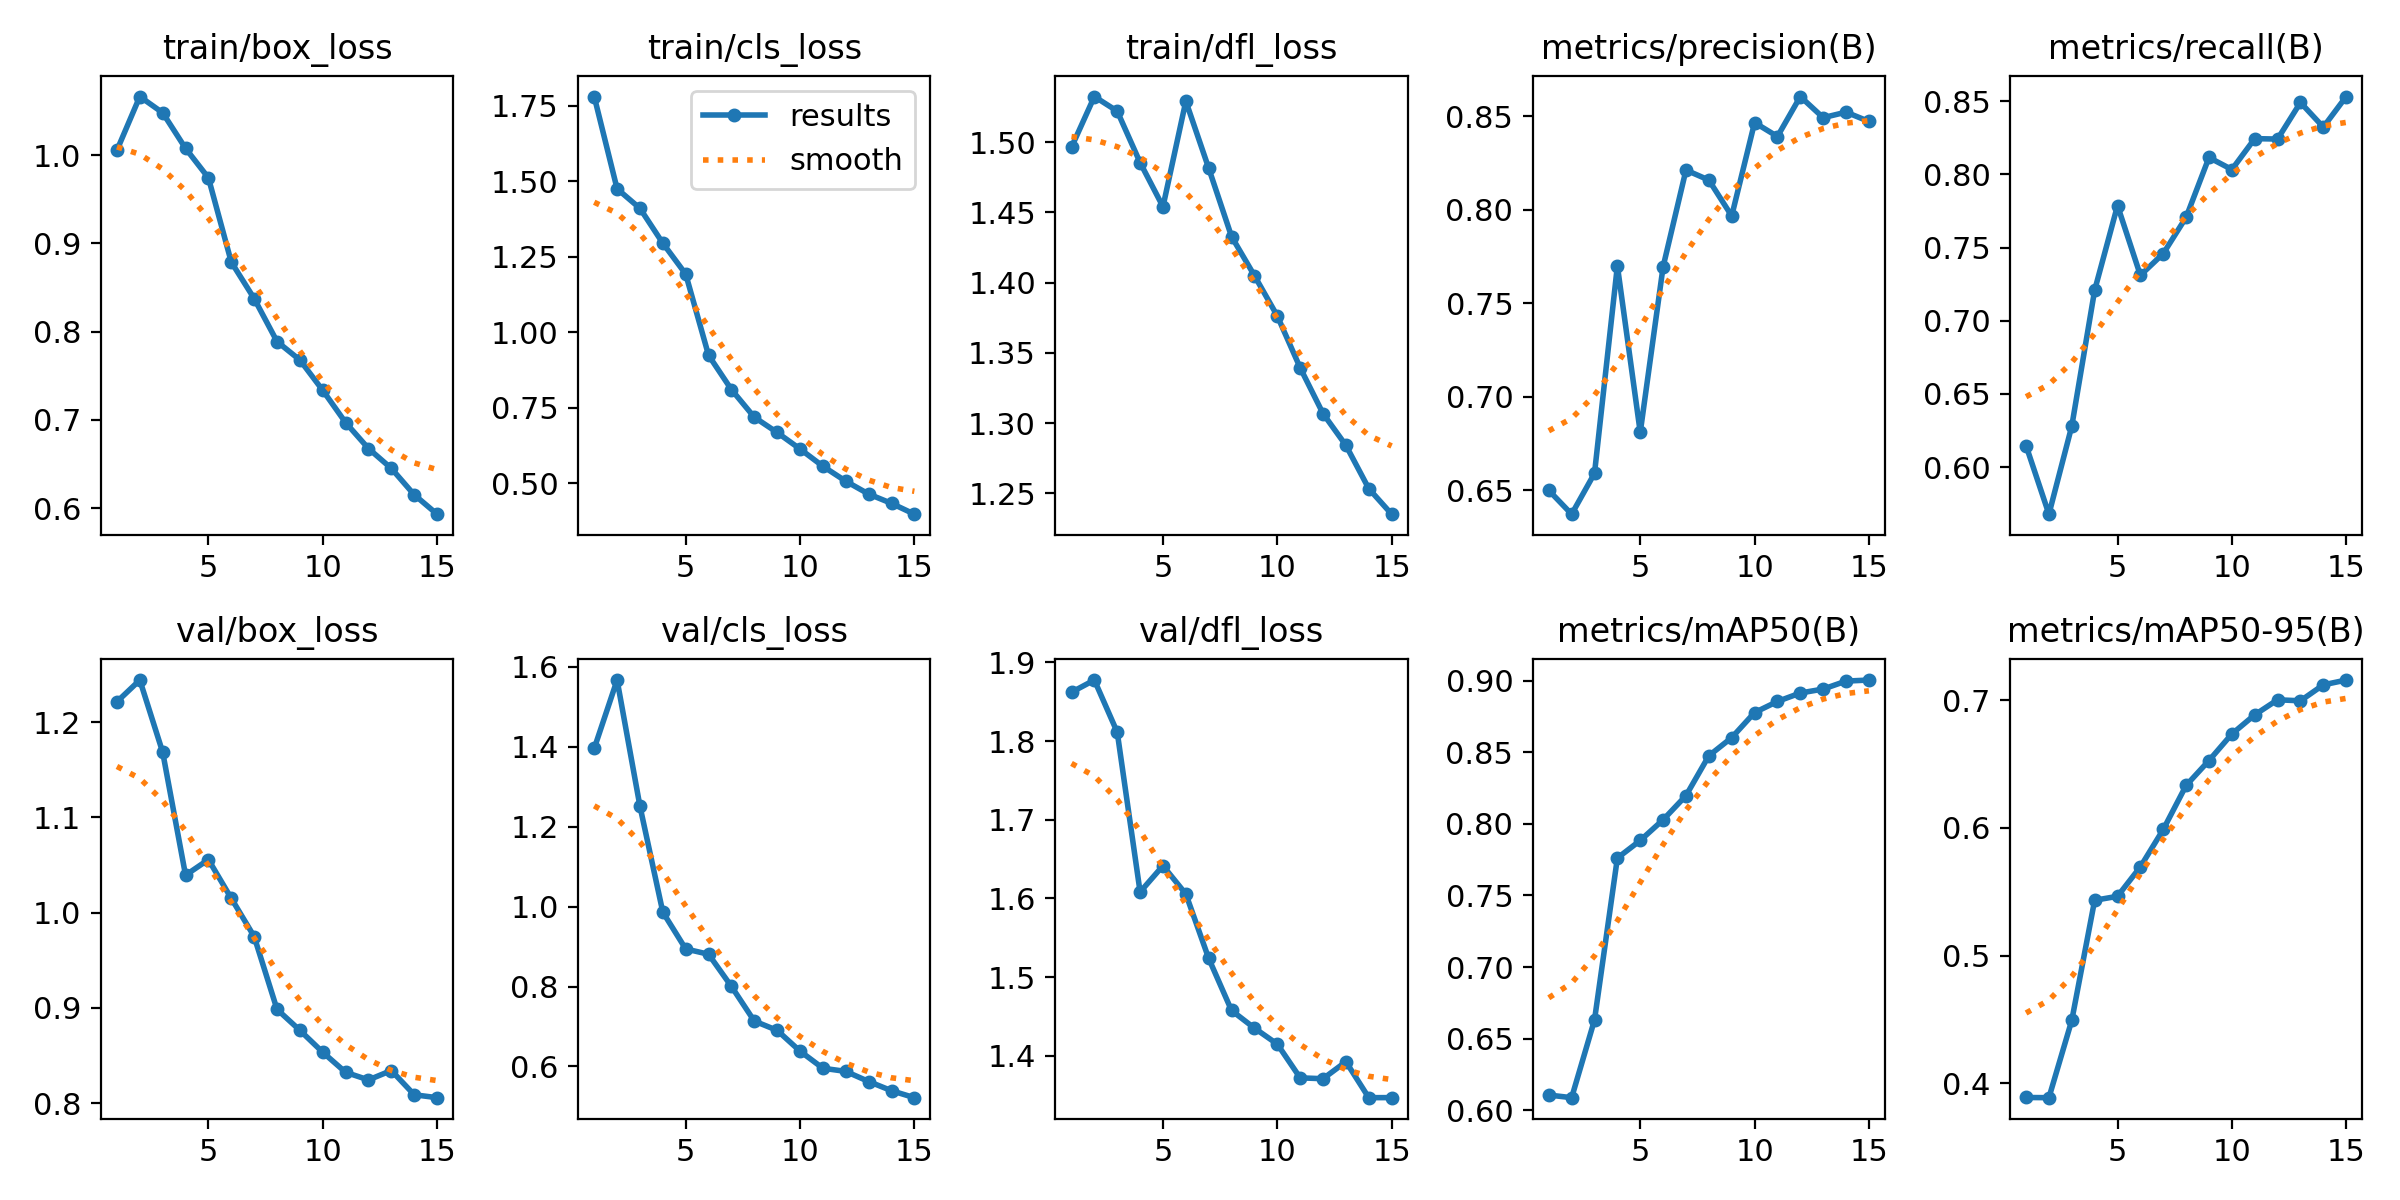 train/box_loss
1.0
0.9
0.8
0.7
0.6
5 10 15
train/cls_loss
results
smooth
1.75
1.50
1.25
1.00
0.75
0.50
5 10 15
train/dfl_loss
1.50
1.45
1.40
1.35
1.30
1.25
5 10 15
metrics/precision(B)
0.85
0.80
0.75
0.70
0.65
5 10 15
metrics/recall(B)
0.85
0.80
0.75
0.70
0.65
0.60
5 10 15
val/box_loss
1.2
1.1
1.0
0.9
0.8
5 10 15
val/cls_loss
1.6
1.4
1.2
1.0
0.8
0.6
5 10 15
val/dfl_loss
1.9
1.8
1.7
1.6
1.5
1.4
5 10 15
metrics/mAP50(B)
0.90
0.85
0.80
0.75
0.70
0.65
0.60
5 10 15
metrics/mAP50-95(B)
0.7
0.6
0.5
0.4
5 10 15